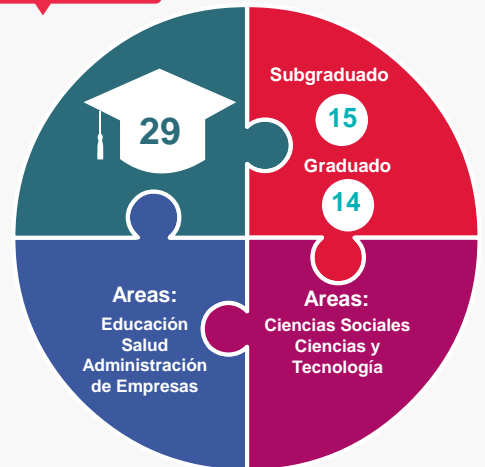 29
Subgraduado
15
Graduado
14
Areas:
Educación
Salud
Administración
de Empresas
Areas:
Ciencias Sociales
Ciencias y
Tecnología